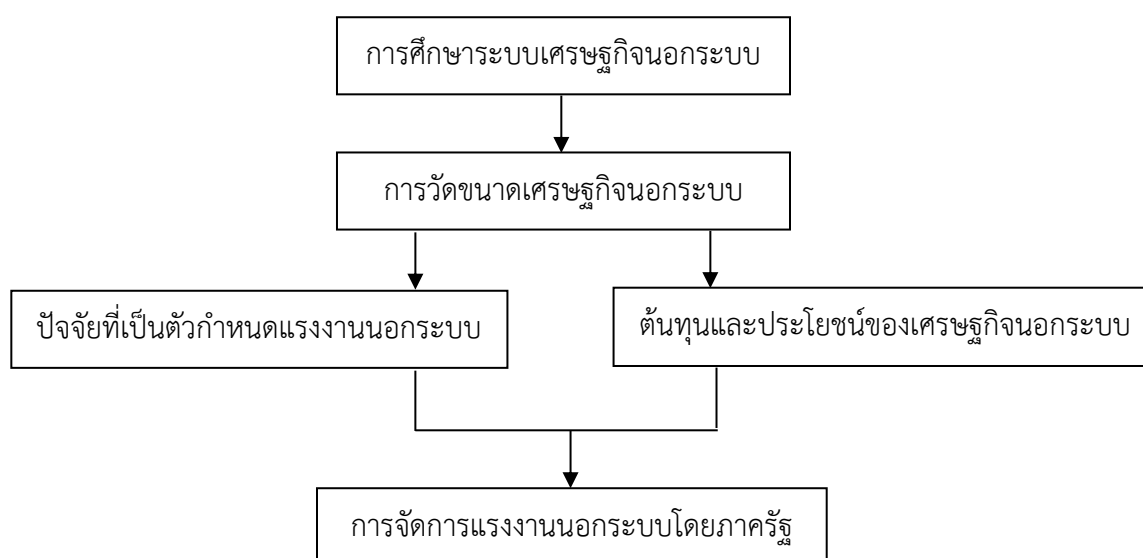 การศึกษาระบบเศรษฐกิจนอกระบบ
การวัดขนาดเศรษฐกิจนอกระบบ
ปัจจัยที่เป็นตัวกำหนดแรงงานนอกระบบ
ต้นทุนและประโยชน์ของเศรษฐกิจนอกระบบ
การจัดการแรงงานนอกระบบโดยภาครัฐ